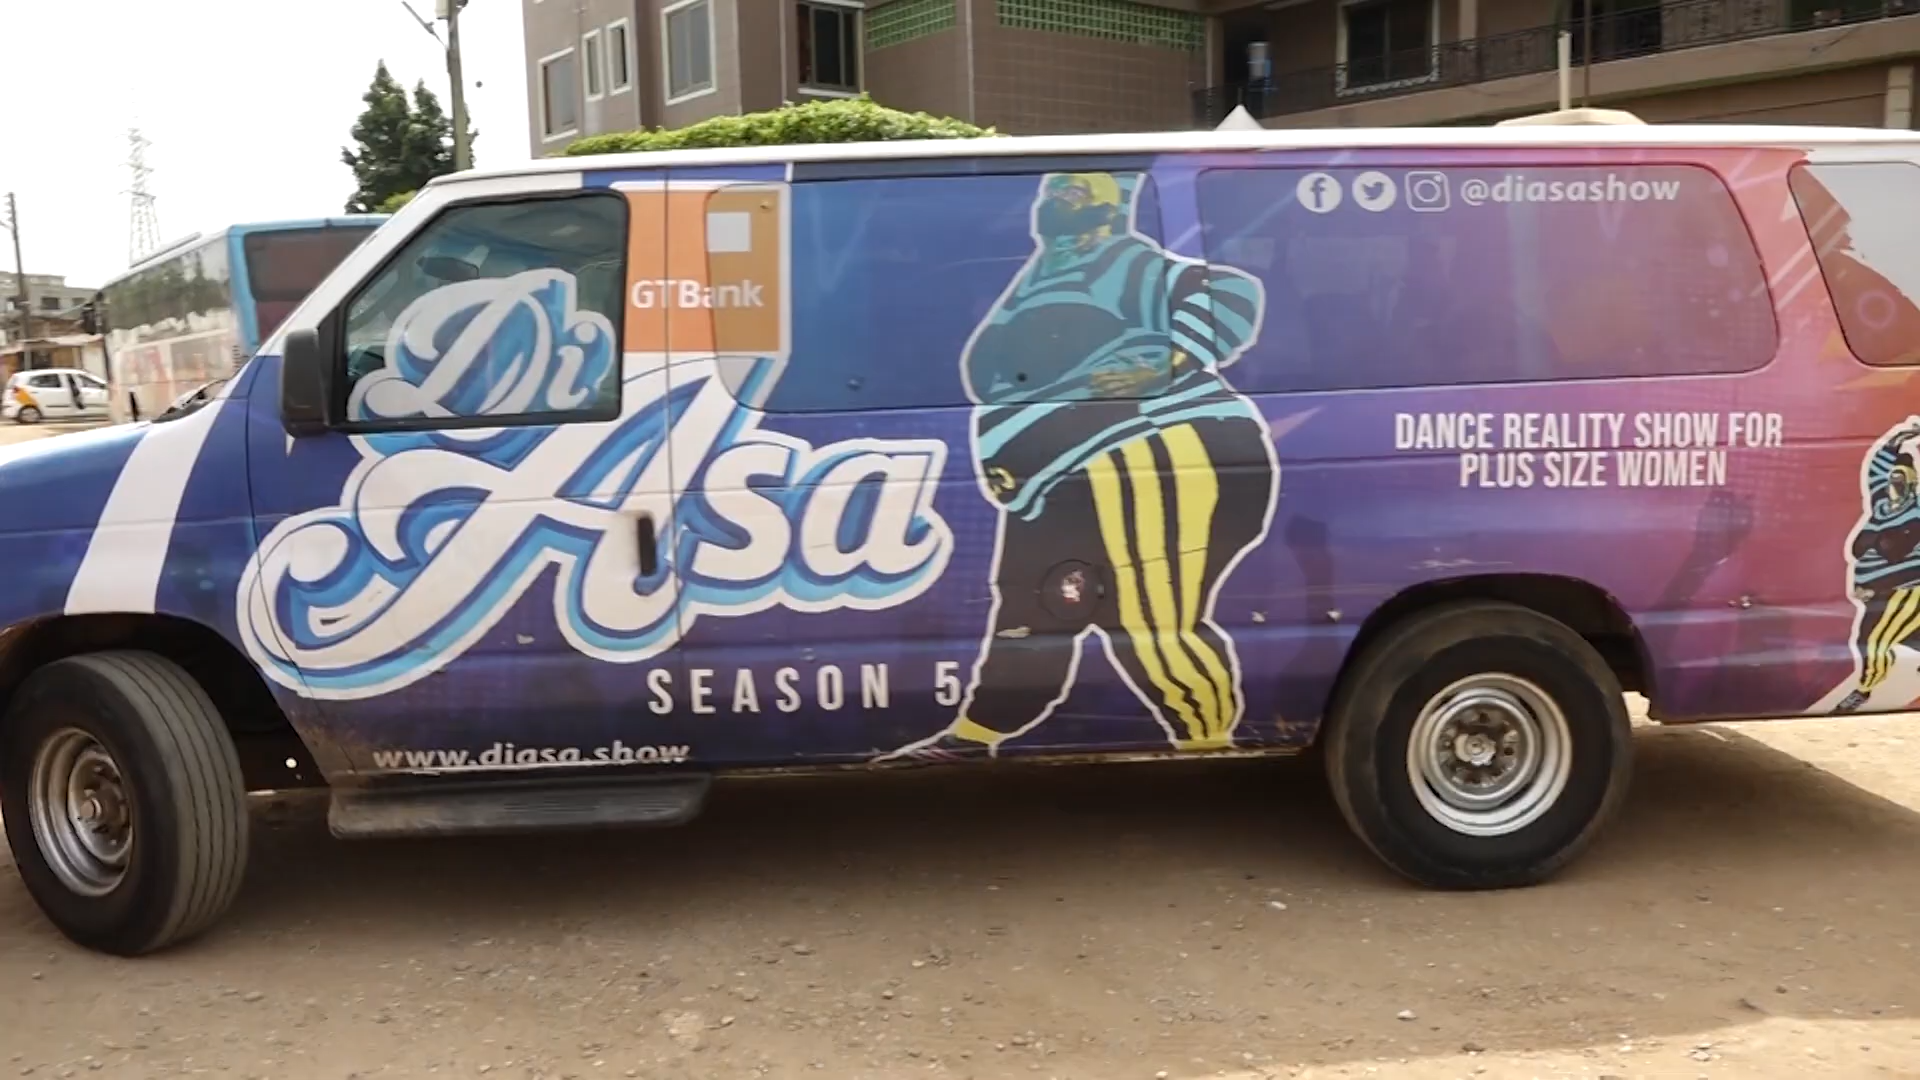 @diasashow
GTBank
Di
Asa
DANCE REALITY SHOW FOR
PLUS SIZE WOMEN
SEASON 5
www.diasa.show